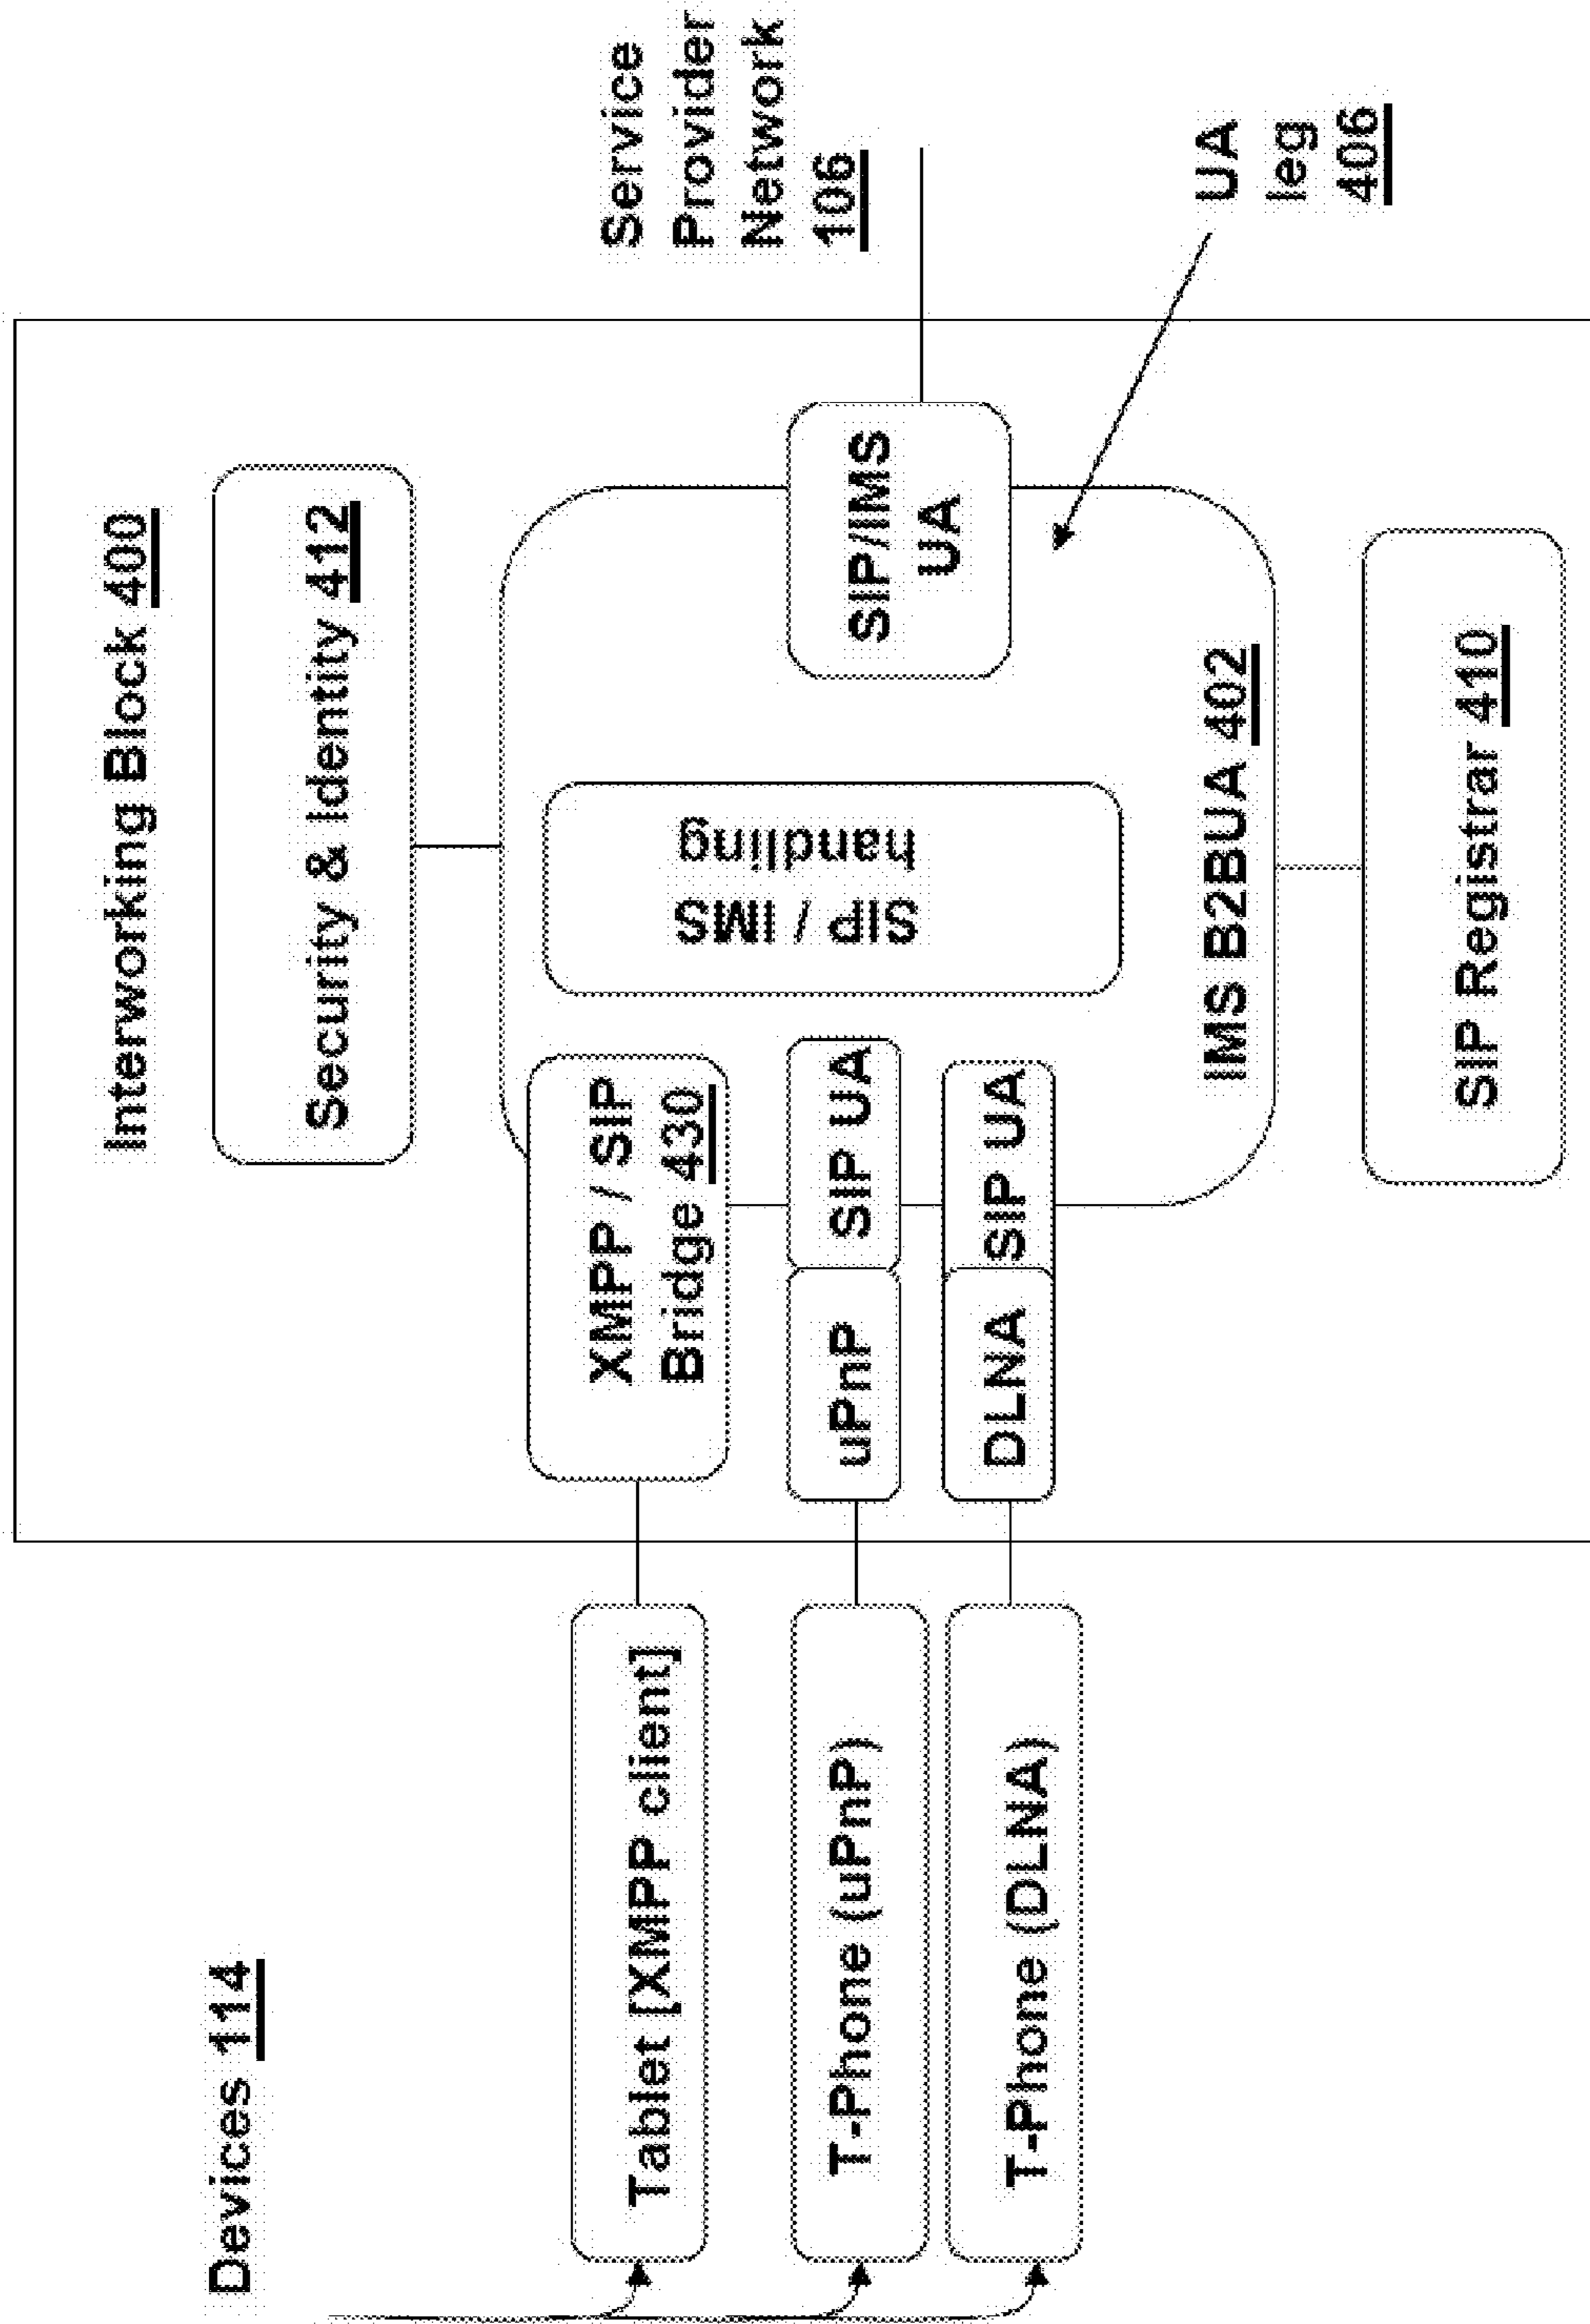 Devices 114
Tablet [XMPP client]
T-Phone (uPnP)
T-Phone (DLNA)
Interworking Block 400
Security & Identity 412
XMPP / SIP
Bridge 430
uPnP
SIP UA
DLNA
SIP UA
SIP / IMS
handling
SIP/IMS
UA
IMS B2BUA 402
SIP Registrar 410
Service
Provider
Network
106
UA
leg
406